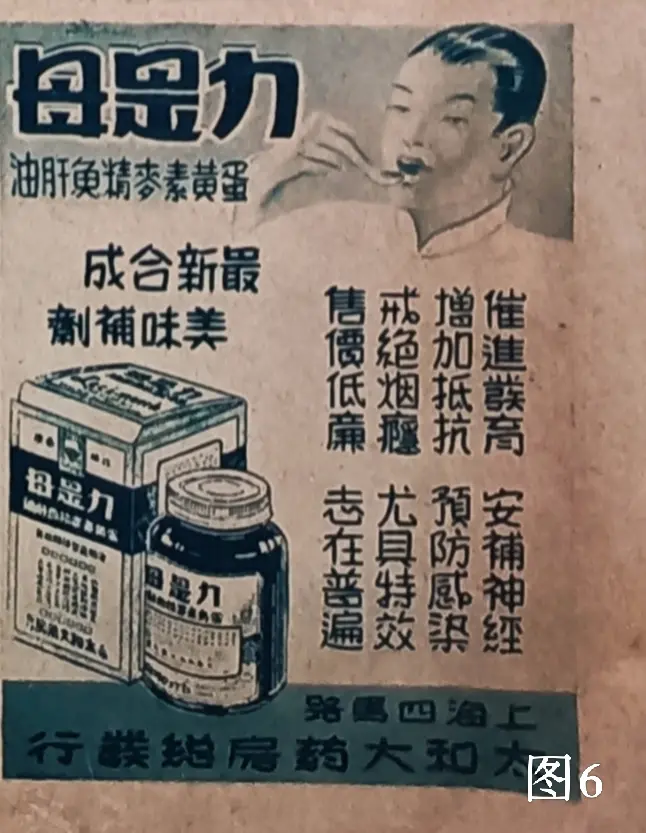 力是母
蛋黄素麥精魚肝油
最新合成
美味補劑
催進發育 安補神經
增加抵抗 預防感染
戒絕烟癮 尤具特效
售價低廉 志在普遍
力是母
力是母
上海四馬路
太和大药房總發行
图6